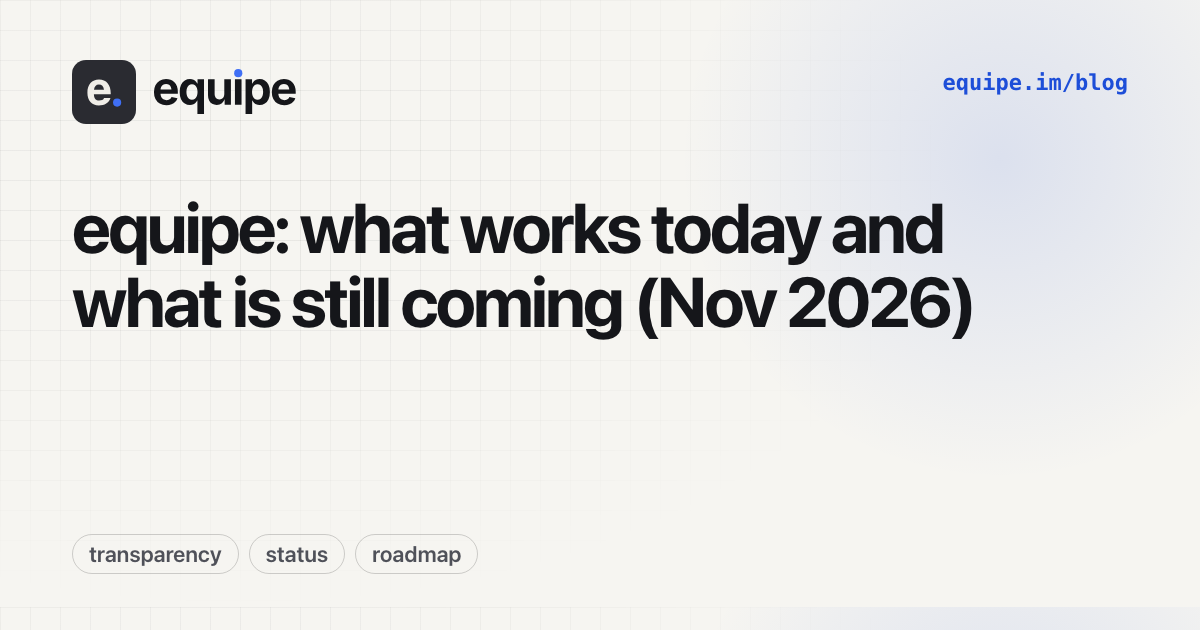 e. equipe
equipe.im/blog
equipe: what works today and
what is still coming (Nov 2026)
transparency status roadmap